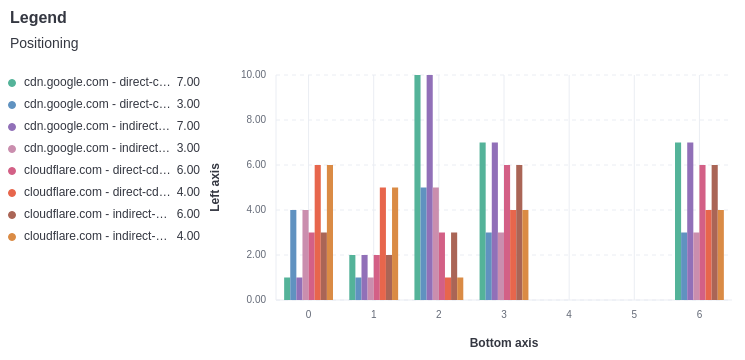 Legend
Positioning
cdn.google.com - direct-c… 7.00
cdn.google.com - direct-c… 3.00
cdn.google.com - indirect… 7.00
cdn.google.com - indirect… 3.00
cloudflare.com - direct-cd… 6.00
cloudflare.com - direct-cd… 4.00
cloudflare.com - indirect-… 6.00
cloudflare.com - indirect-… 4.00
Left axis
10.00
8.00
6.00
4.00
2.00
0.00
0 1 2 3 4 5 6
Bottom axis